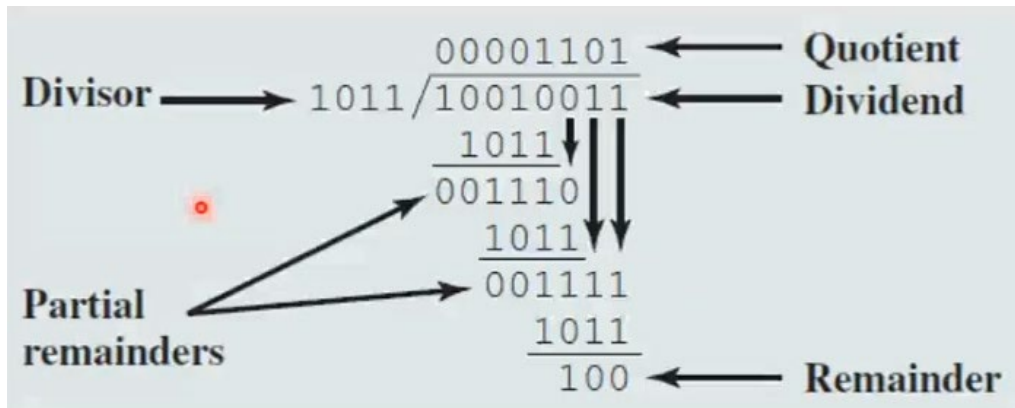 00001101 Quotient
Divisor 1011 10010011 Dividend
1011
001110
1011
Partial 001111
remainders 1011
100 Remainder